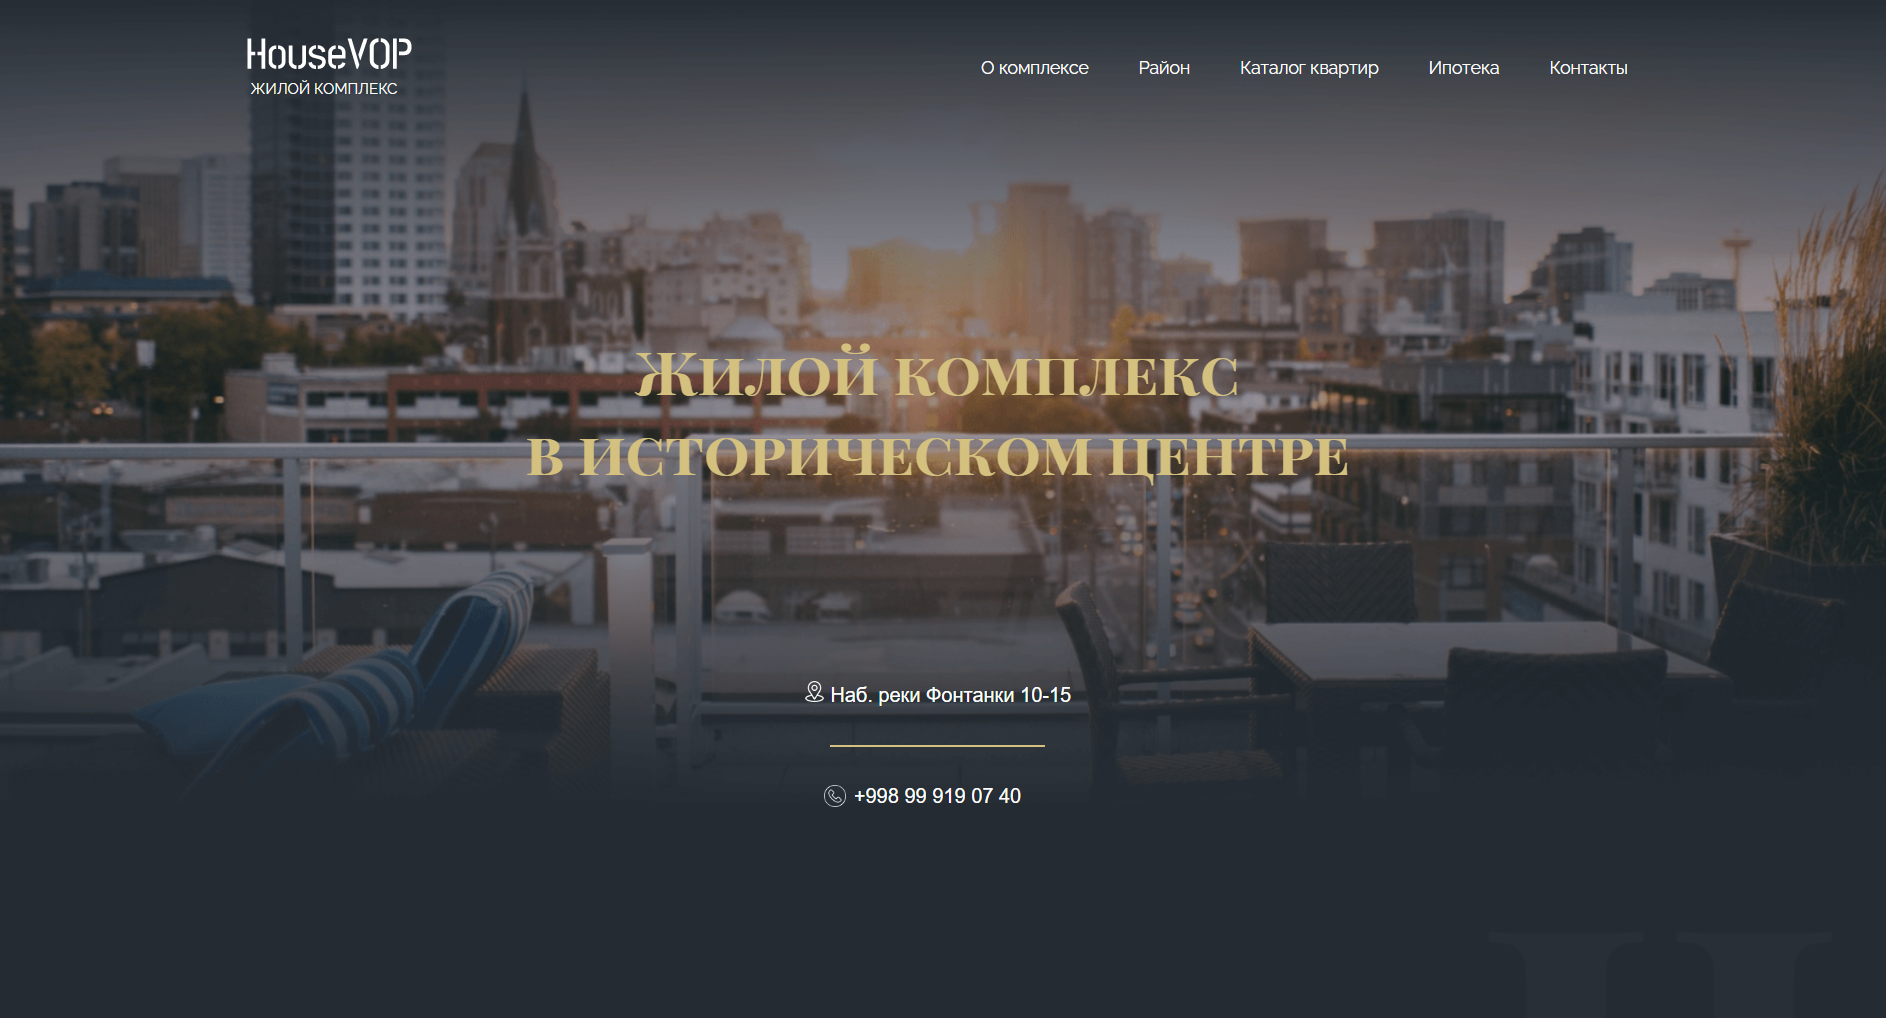 HouseVOP
ЖИЛОЙ КОМПЛЕКС
О комплексе
Район
Каталог квартир
Ипотека
Контакты
Жилой комплекс
в историческом центре
Наб. реки Фонтанки 10-15
+998 99 919 07 40